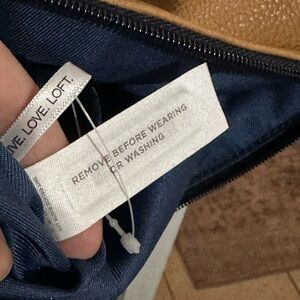 LOVE. LOFT.
REMOVE BEFORE WEARING
OR WASHING